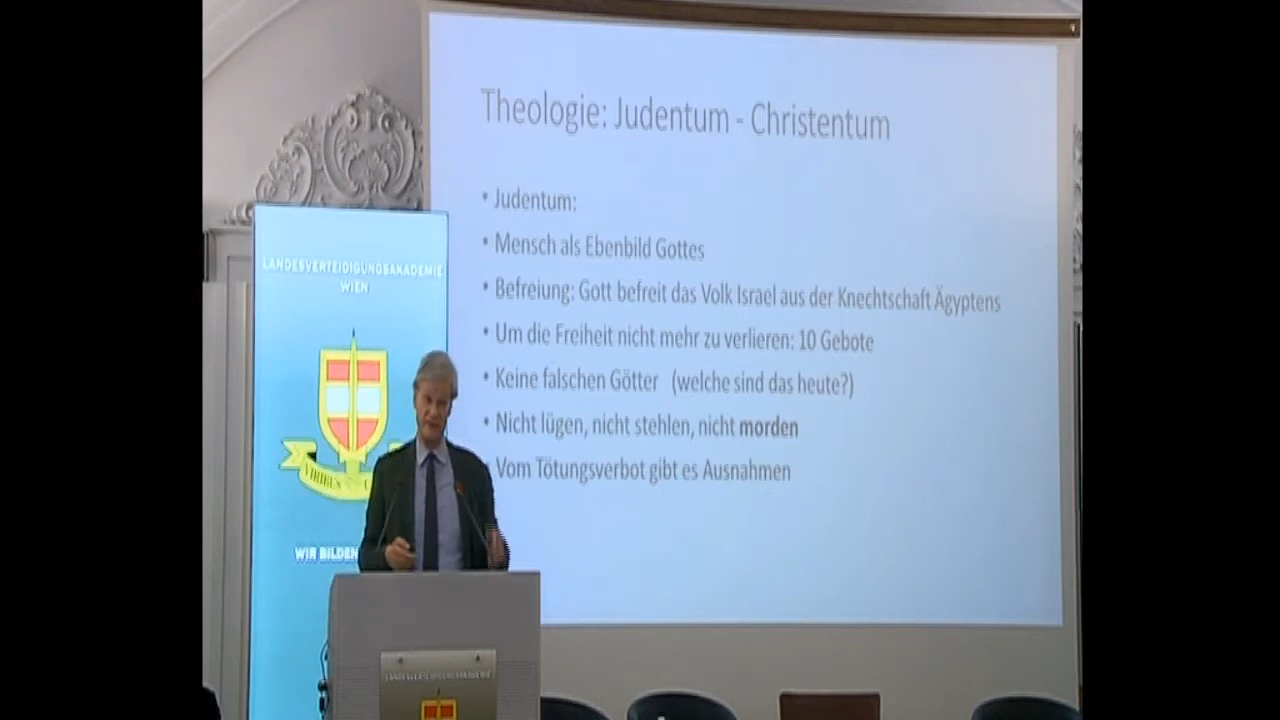 Theologie: Judentum - Christentum
• Judentum:
• Mensch als Ebenbild Gottes
• Befreiung: Gott befreit das Volk Israel aus der Knechtschaft Ägyptens
• Um die Freiheit nicht mehr zu verlieren: 10 Gebote
• Keine falschen Götter (welche sind das heute?)
• Nicht lügen, nicht stehlen, nicht morden
• Vom Tötungsverbot gibt es Ausnahmen
LANDESVERTEIDIGUNGSAKADEMIE
WIEN
VIRIBUS
WIR BILDEN
LANDESVERTEIDIGUNGSAKADEMIE